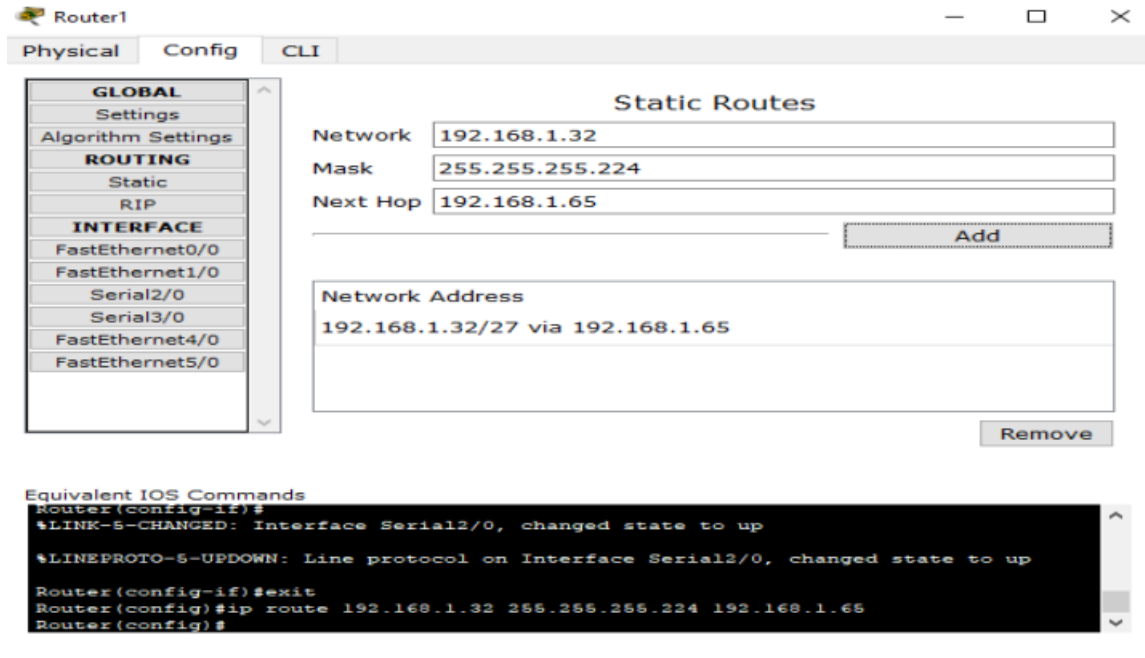 Router1
Physical Config CLI
GLOBAL
Settings
Algorithm Settings
ROUTING
Static
RIP
INTERFACE
FastEthernet0/0
FastEthernet1/0
Serial2/0
Serial3/0
FastEthernet4/0
FastEthernet5/0
Static Routes
Network 192.168.1.32
Mask 255.255.255.224
Next Hop 192.168.1.65
Add
Network Address
192.168.1.32/27 via 192.168.1.65
Remove
Equivalent IOS Commands
Router(config-if)#
%LINK-5-CHANGED: Interface Serial2/0, changed state to up
%LINEPROTO-5-UPDOWN: Line protocol on Interface Serial2/0, changed state to up
Router(config-if)#exit
Router(config)#ip route 192.168.1.32 255.255.255.224 192.168.1.65
Router(config)#